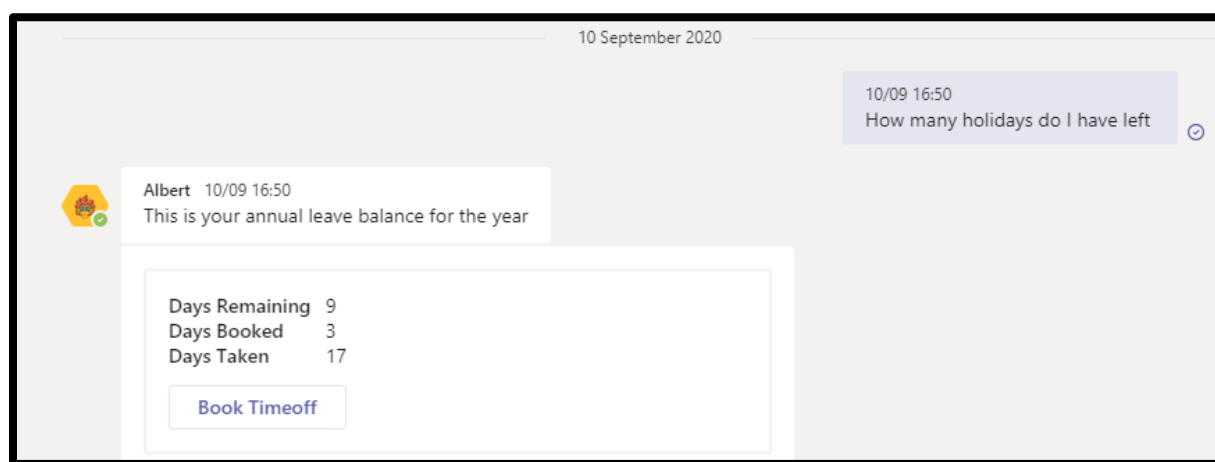 10 September 2020
10/09 16:50
How many holidays do I have left
Albert 10/09 16:50
This is your annual leave balance for the year
Days Remaining 9
Days Booked 3
Days Taken 17
Book Timeoff